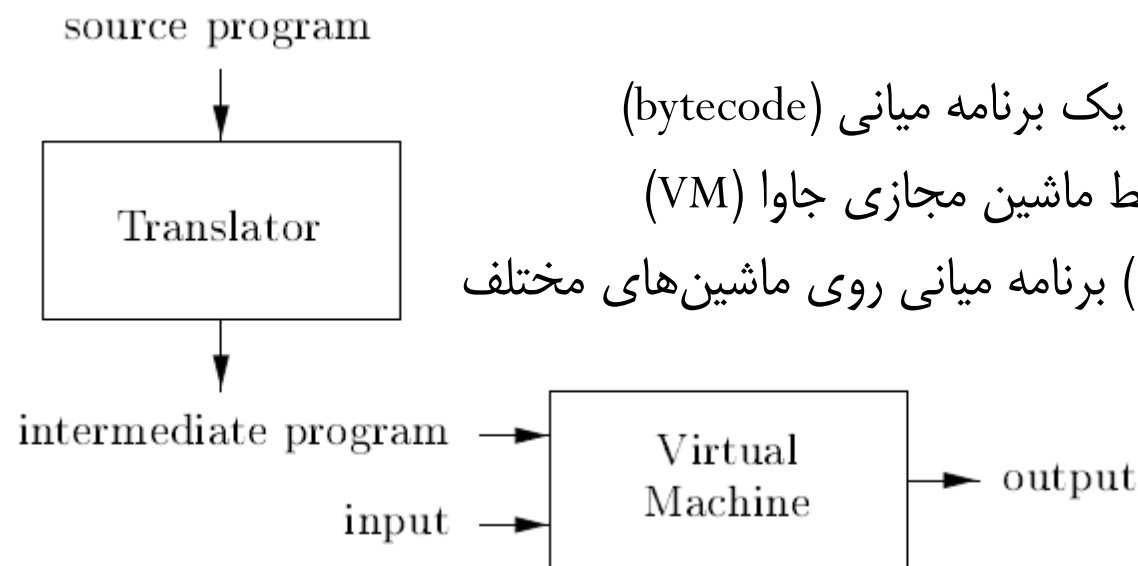 source program
یک برنامه میانی (bytecode)
ماشین مجازی جاوا (VM)
Translator
) برنامه میانی روی ماشین‌های مختلف
intermediate program
Virtual
Machine
output
input